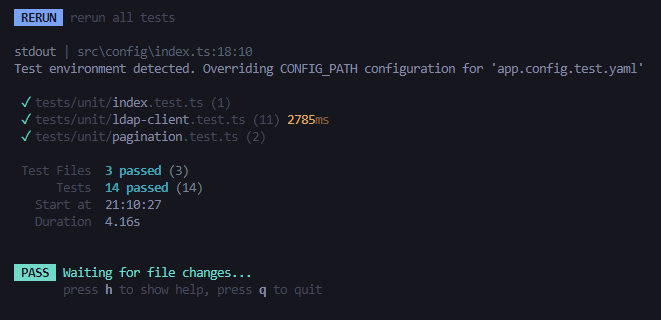 RERUN rerun all tests
stdout | src\config\index.ts:18:10
Test environment detected. Overriding CONFIG_PATH configuration for 'app.config.test.yaml'
✓ tests/unit/index.test.ts (1)
✓ tests/unit/ldap-client.test.ts (11) 2785ms
✓ tests/unit/pagination.test.ts (2)
Test Files 3 passed (3)
Tests 14 passed (14)
Start at 21:10:27
Duration 4.16s
PASS Waiting for file changes...
press h to show help, press q to quit